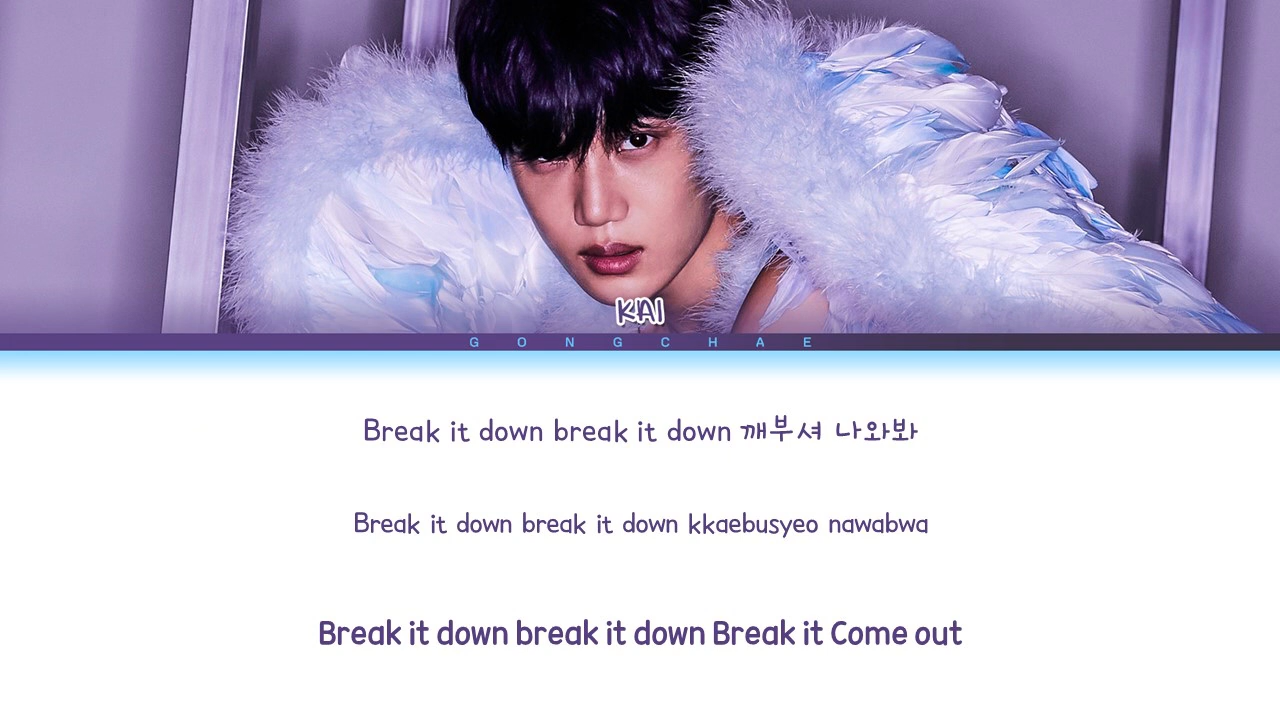 KAI
GONGCHAE
Break it down break it down 깨부셔 나와봐
Break it down break it down kkaebusyeo nawabwa
Break it down break it down Break it Come out